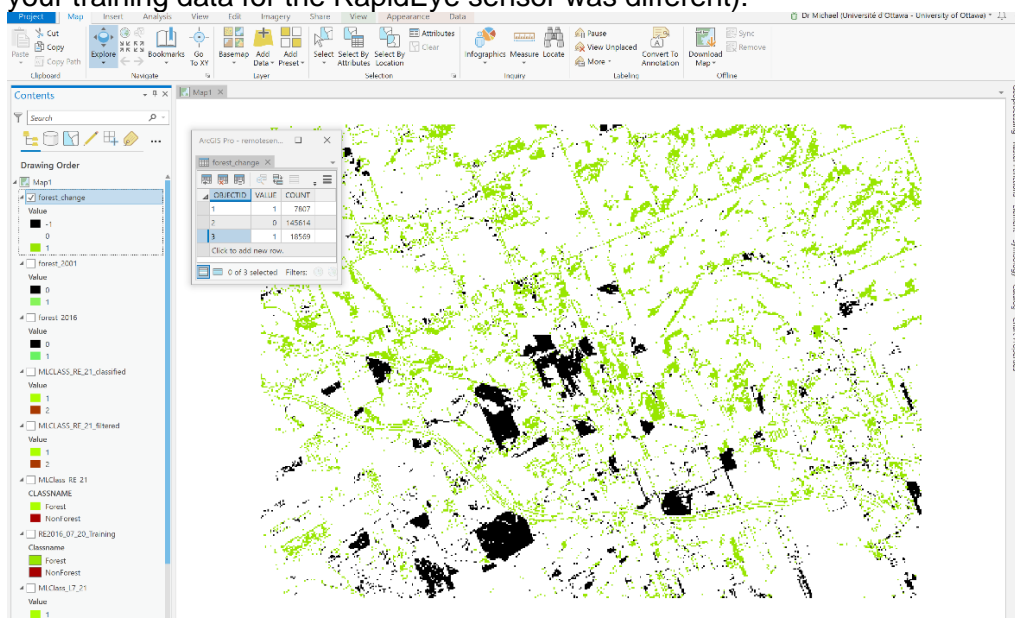 your training data for the RapidEye sensor was different).
Project Map Insert Analysis View Edit Imagery Share View Appearance Data
Dr Michael (Université d'Ottawa - University of Ottawa)
Cut
Copy
Copy Path
Paste
Explore
Bookmarks
Go To XY
Basemap
Add Data
Add Preset
Select
Select By Attributes
Select By Location
Attributes
Clear
Infographics
Measure
Locate
Pause
View Unplaced
More
Convert To Annotation
Download Map
Sync
Remove
Clipboard Navigate Layer Selection Inquiry Labeling Offline
Contents
Map1
Search
Drawing Order
Map1
forest_change
Value
-1
0
1
forest_2001
Value
0
1
forest_2016
Value
0
1
MLCLASS_RE_21_classfied
Value
1
2
MLCLASS_RE_21_filtered
Value
1
2
MLClass_RE_21
CLASSNAME
Forest
NonForest
RE2016_07_20_Training
Classname
Forest
NonForest
MLClass_L7_21
Value
1
ArcGIS Pro - remotesen...
forest_change
OBJECTID VALUE COUNT
1 1 7807
2 0 145614
3 1 18569
Click to add new row.
0 of 3 selected Filters: